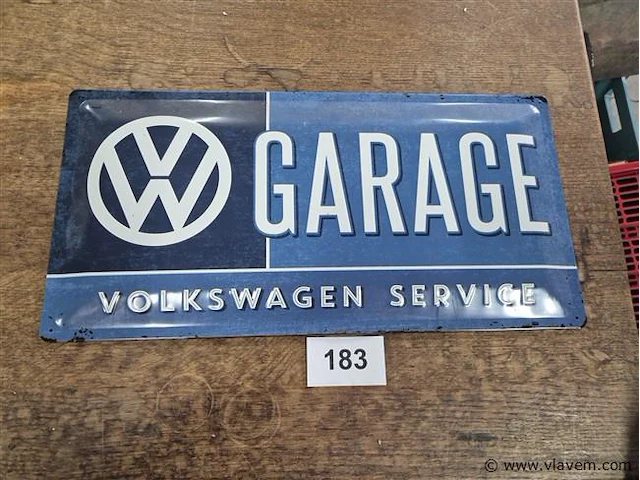 VW GARAGE
VOLKSWAGEN SERVICE
183
© www.vlavem.com